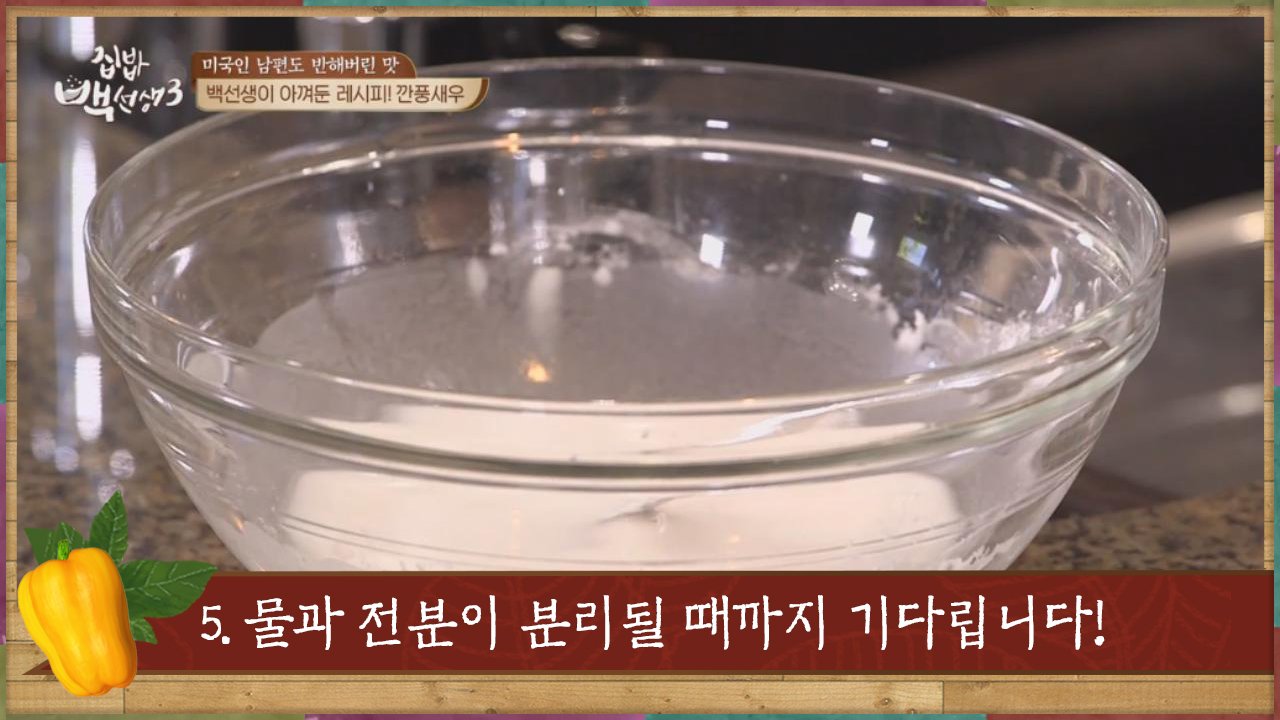 집밥
백선생3
미국인 남편도 반해버린 맛
백선생이 아껴둔 레시피! 깐풍새우
5. 물과 전분이 분리될 때까지 기다립니다!